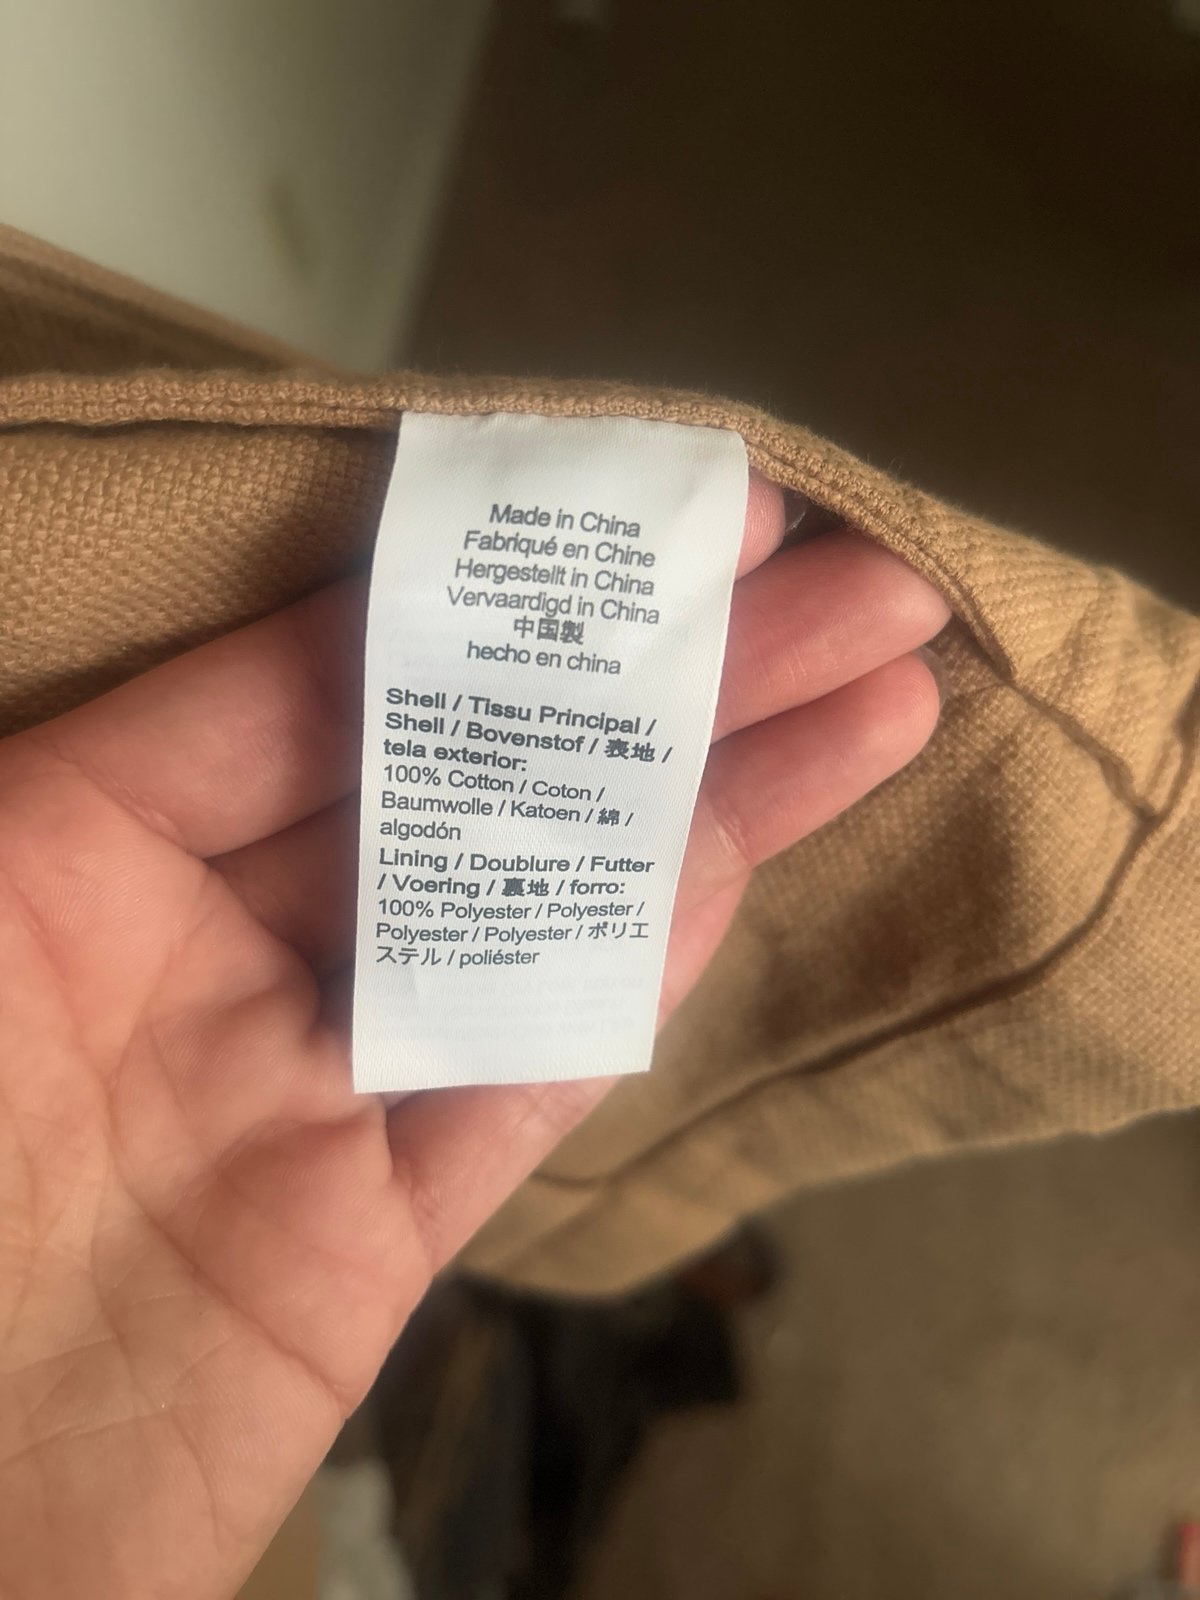 Made in China
Fabriqué en Chine
Hergestellt in China
Vervaardigd in China
中国製
hecho en china
Shell / Tissu Principal /
Shell / Bovenstof / 表地 /
tela exterior:
100% Cotton / Coton /
Baumwolle / Katoen / 綿 /
algodón
Lining / Doublure / Futter
/ Voering / 裏地 / forro:
100% Polyester / Polyester /
Polyester / Polyester / ポリエ
ステル / poliéster